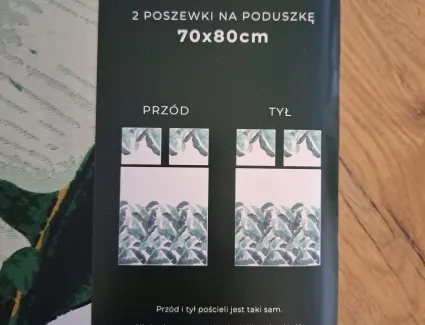 2 POSZEWKI NA PODUSZKĘ
70x80cm
PRZÓD TYŁ
Przód i tył pościeli jest taki sam.